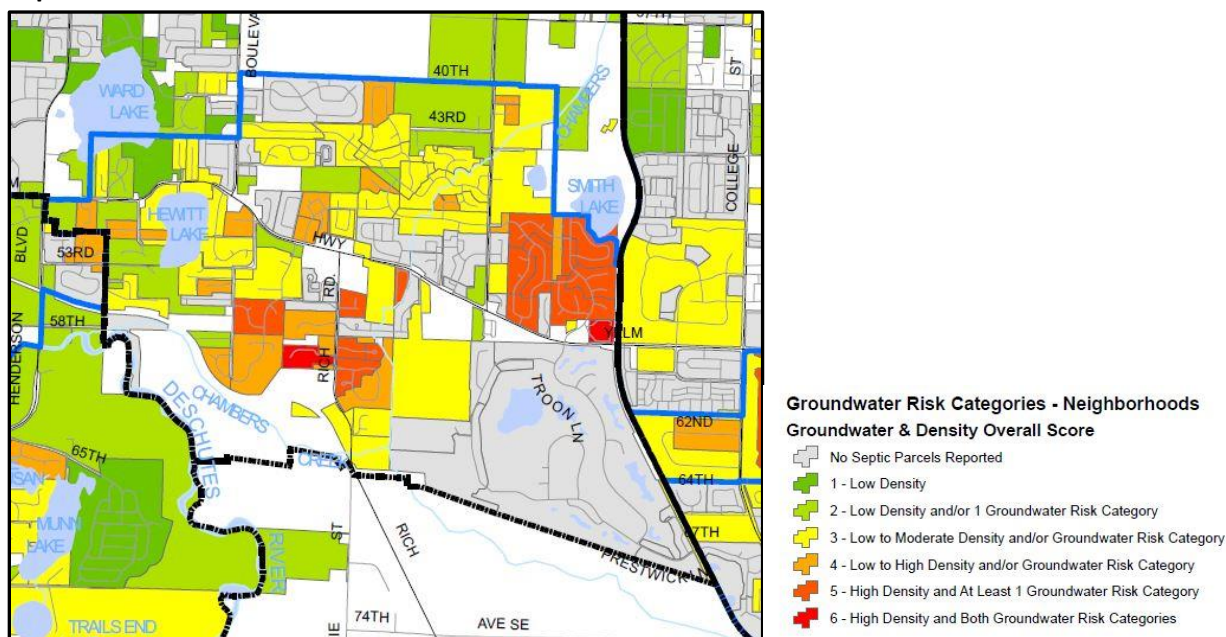 37TH
BOULEVA
40TH
ST
WARD
LAKE
CHAMBERS
43RD
COLLEGE
SMITH
LAKE
HEWITT
LAKE
BLVD
53RD
HWY
RD.
58TH
YELM
HENDERSON
RICH
CHAMBERS
TROON LN
DESCHUTES
62ND
65TH
CREEK
64TH
SAN
MUNN
LAKE
67TH
ST
RICH
RIVER
PRESTWICK LN
74TH
AVE SE
TRAILS END
IE
Groundwater Risk Categories - Neighborhoods
Groundwater & Density Overall Score
No Septic Parcels Reported
1 - Low Density
2 - Low Density and/or 1 Groundwater Risk Category
3 - Low to Moderate Density and/or Groundwater Risk Category
4 - Low to High Density and/or Groundwater Risk Category
5 - High Density and At Least 1 Groundwater Risk Category
6 - High Density and Both Groundwater Risk Categories